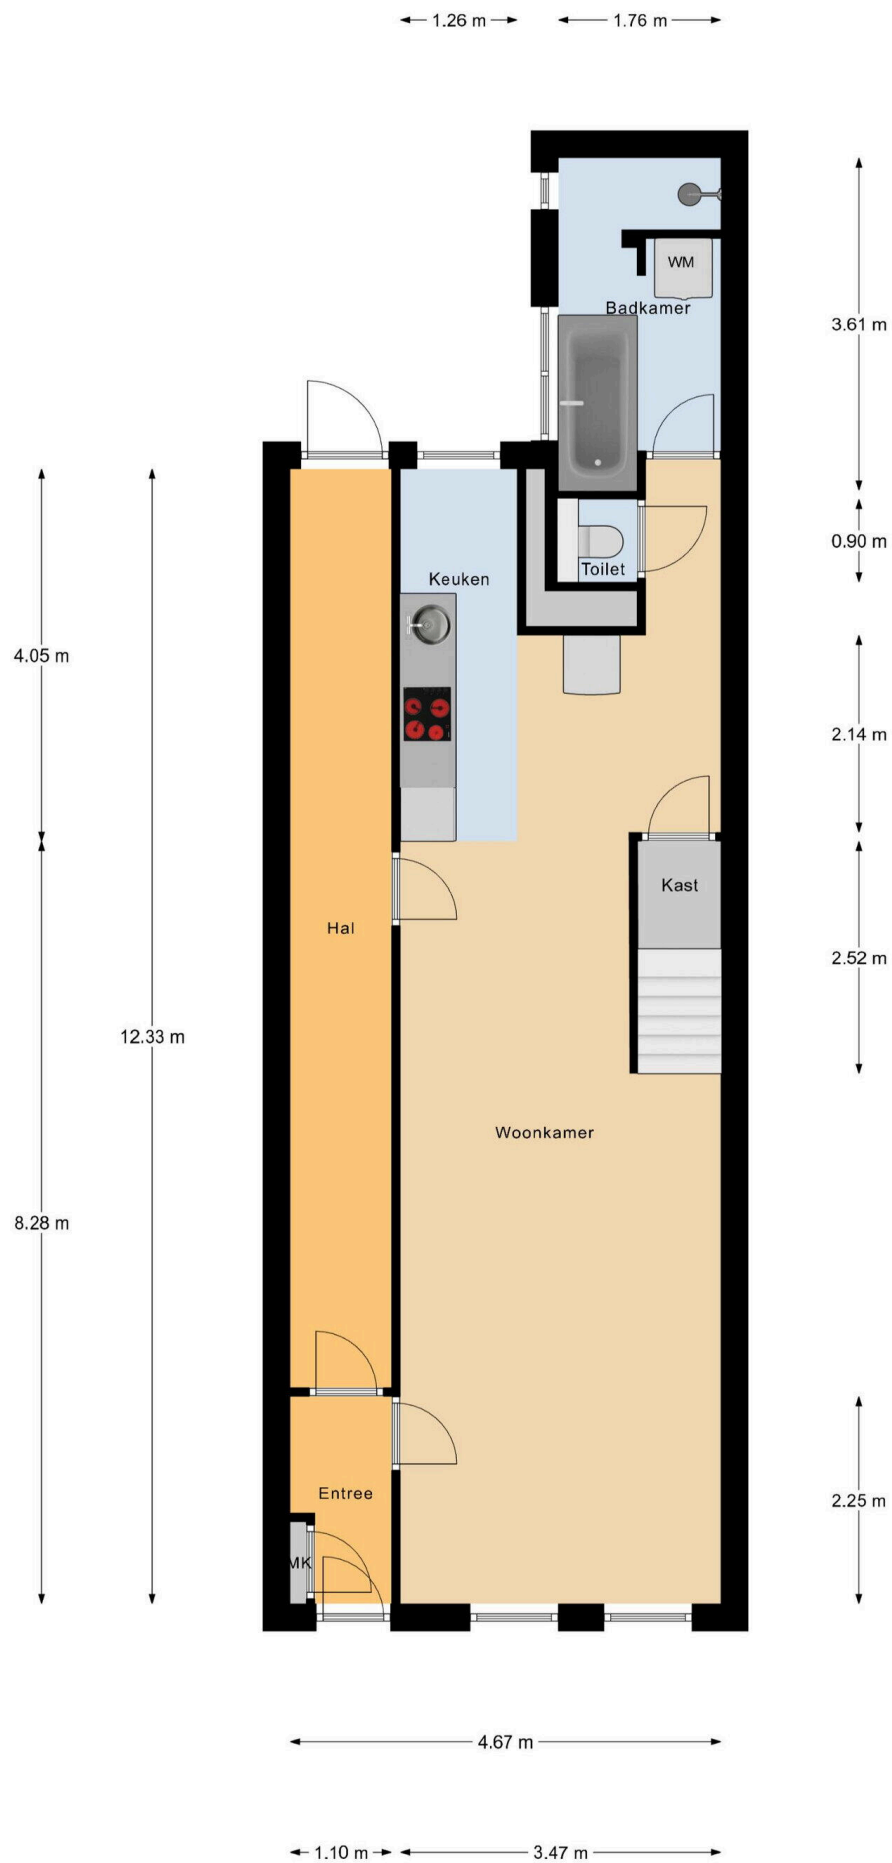 1.26 m
1.76 m
WM
Badkamer
3.61 m
0.90 m
Toilet
Keuken
4.05 m
2.14 m
Kast
Hal
2.52 m
12.33 m
Woonkamer
8.28 m
Entree
2.25 m
MK
4.67 m
1.10 m
3.47 m